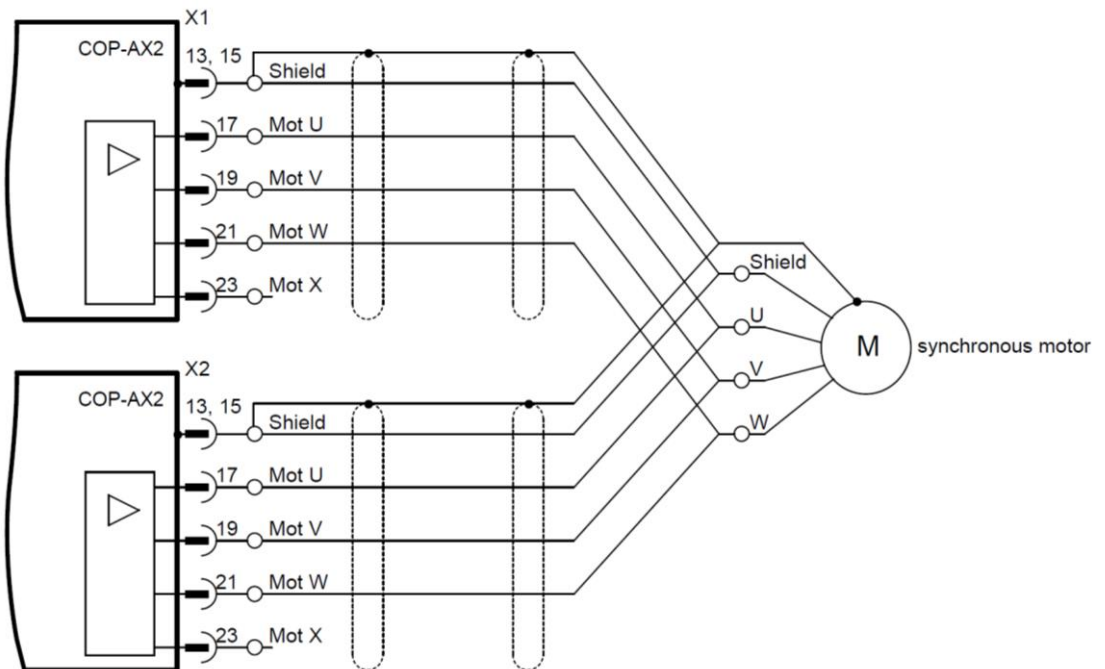 X1
COP-AX2
13, 15
Shield
17
Mot U
19
Mot V
21
Mot W
23
Mot X
Shield
U
V
W
M
synchronous motor
X2
COP-AX2
13, 15
Shield
17
Mot U
19
Mot V
21
Mot W
23
Mot X